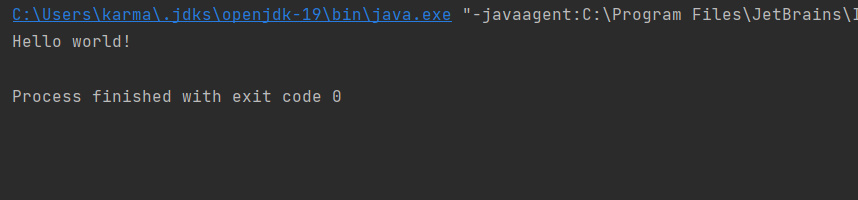 C:\Users\karma\.jdks\openjdk-19\bin\java.exe "-javaagent:C:\Program Files\JetBrains\
Hello world!
Process finished with exit code 0